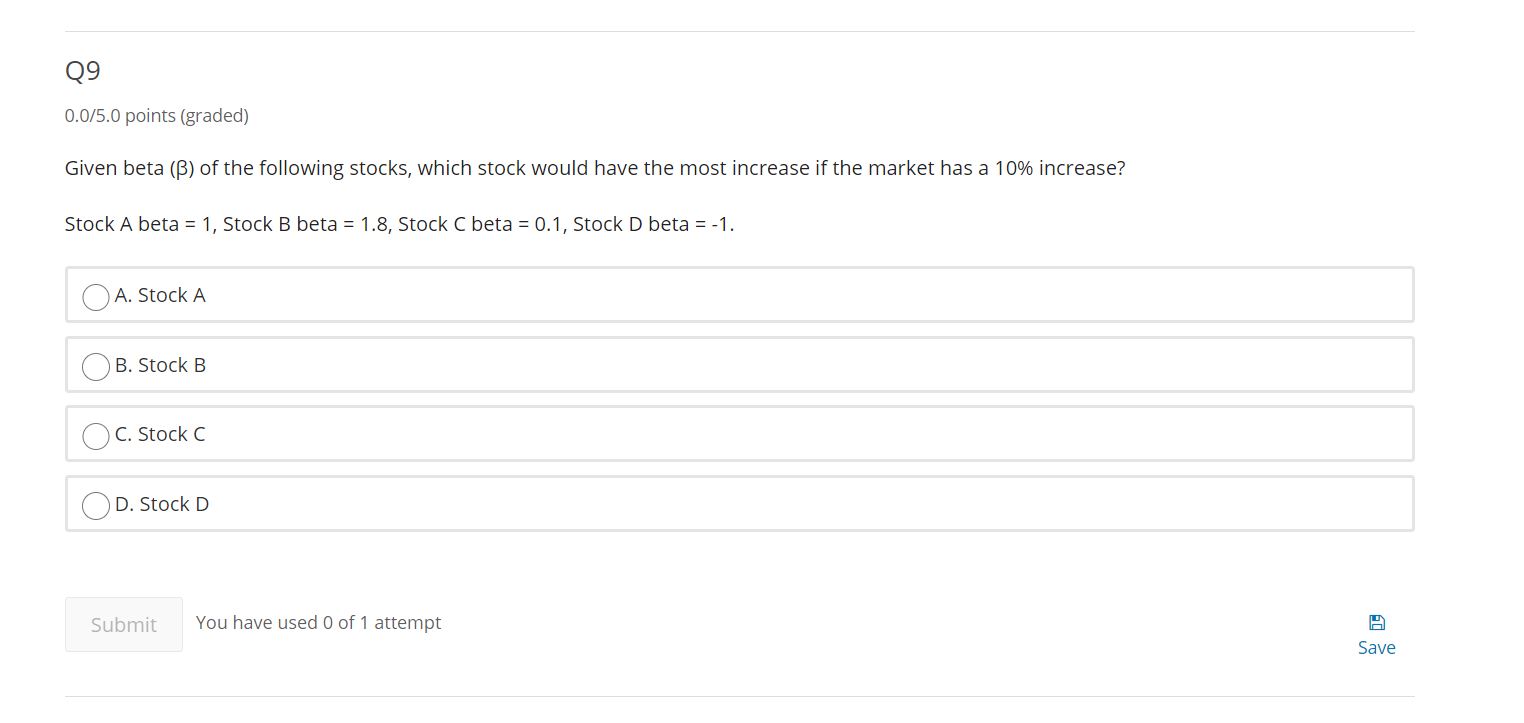 Q9
0.0/5.0 points (graded)
Given beta (β) of the following stocks, which stock would have the most increase if the market has a 10% increase?
Stock A beta = 1, Stock B beta = 1.8, Stock C beta = 0.1, Stock D beta = -1.
A. Stock A
B. Stock B
C. Stock C
D. Stock D
Submit You have used 0 of 1 attempt
Save